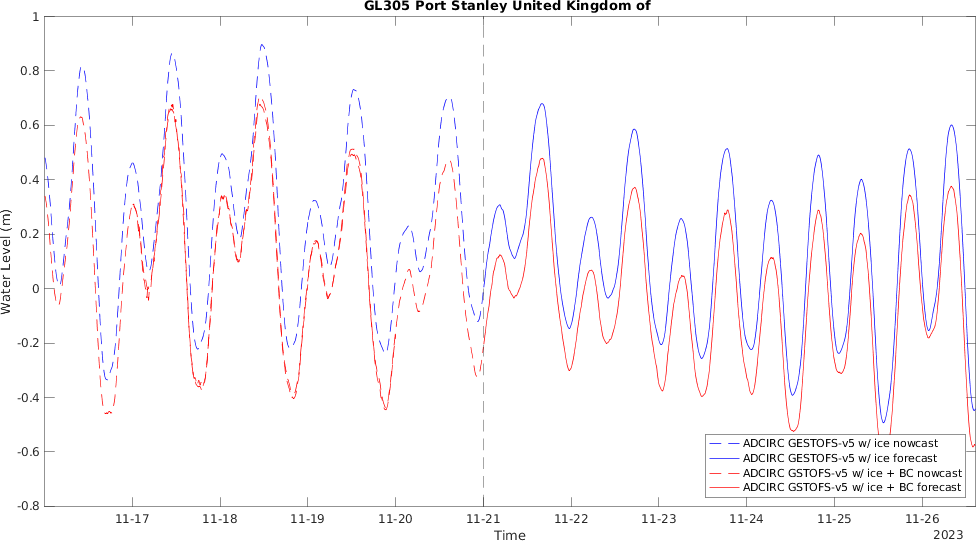 GL305 Port Stanley United Kingdom of
1
0.8
0.6
0.4
0.2
0
-0.2
-0.4
-0.6
-0.8
Water Level (m)
ADCIRC GESTOFS-v5 w/ ice nowcast
ADCIRC GESTOFS-v5 w/ ice forecast
ADCIRC GSTOFS-v5 w/ ice + BC nowcast
ADCIRC GSTOFS-v5 w/ ice + BC forecast
11-17 11-18 11-19 11-20 11-21 11-22 11-23 11-24 11-25 11-26
Time
2023